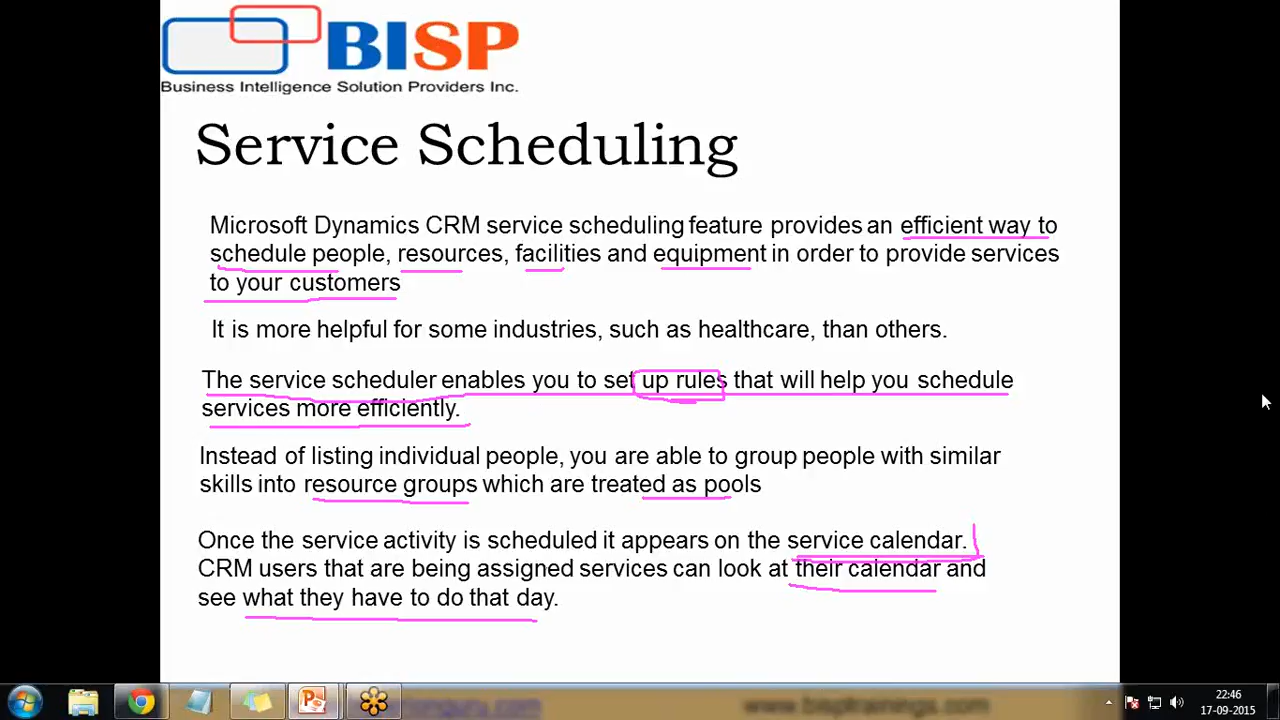 BISP
Business Intelligence Solution Providers Inc.
Service Scheduling
Microsoft Dynamics CRM service scheduling feature provides an efficient way to
schedule people, resources, facilities and equipment in order to provide services
to your customers
It is more helpful for some industries, such as healthcare, than others.
The service scheduler enables you to set up rules that will help you schedule
services more efficiently.
Instead of listing individual people, you are able to group people with similar
skills into resource groups which are treated as pools
Once the service activity is scheduled it appears on the service calendar.
CRM users that are being assigned services can look at their calendar and
see what they have to do that day.
www.bisptrainings.com
22:46
17-09-2015